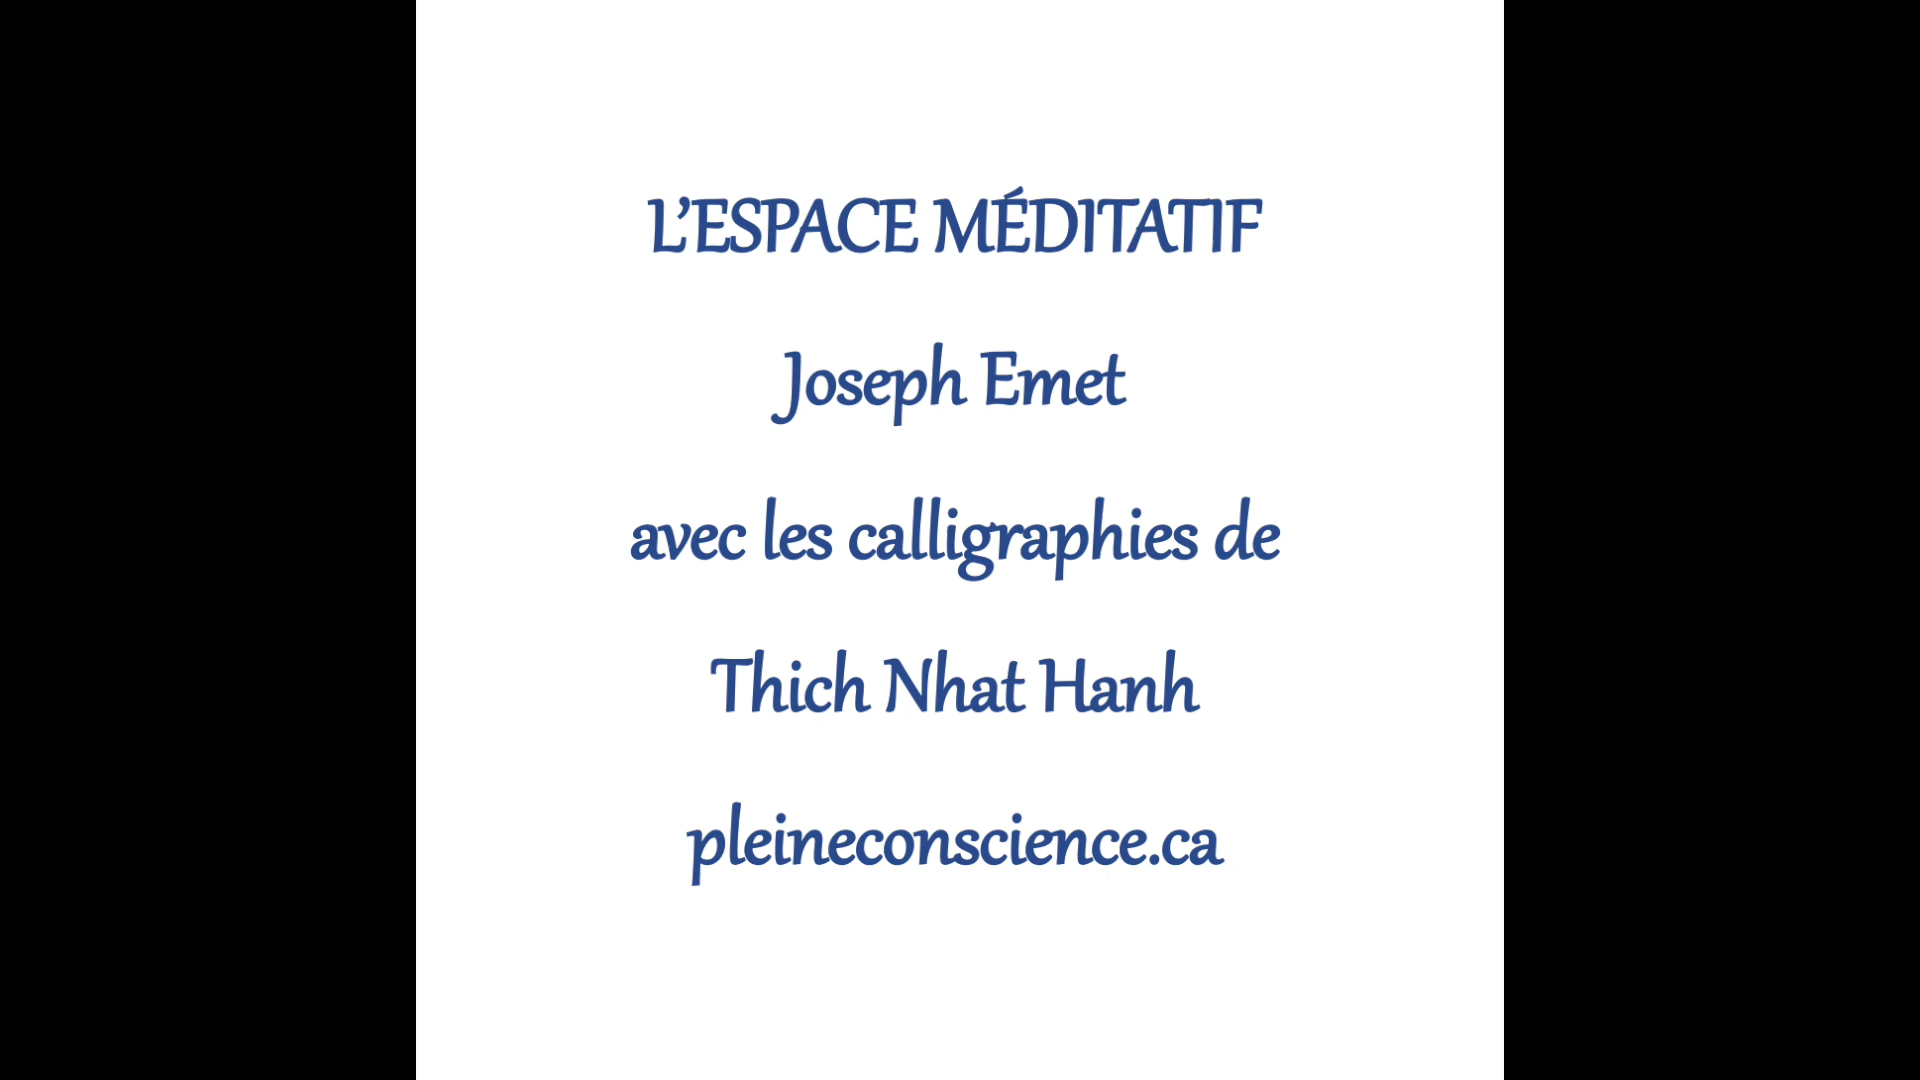 L’ESPACE MÉDITATIF
Joseph Emet
avec les calligraphies de
Thich Nhat Hanh
pleineconscience.ca